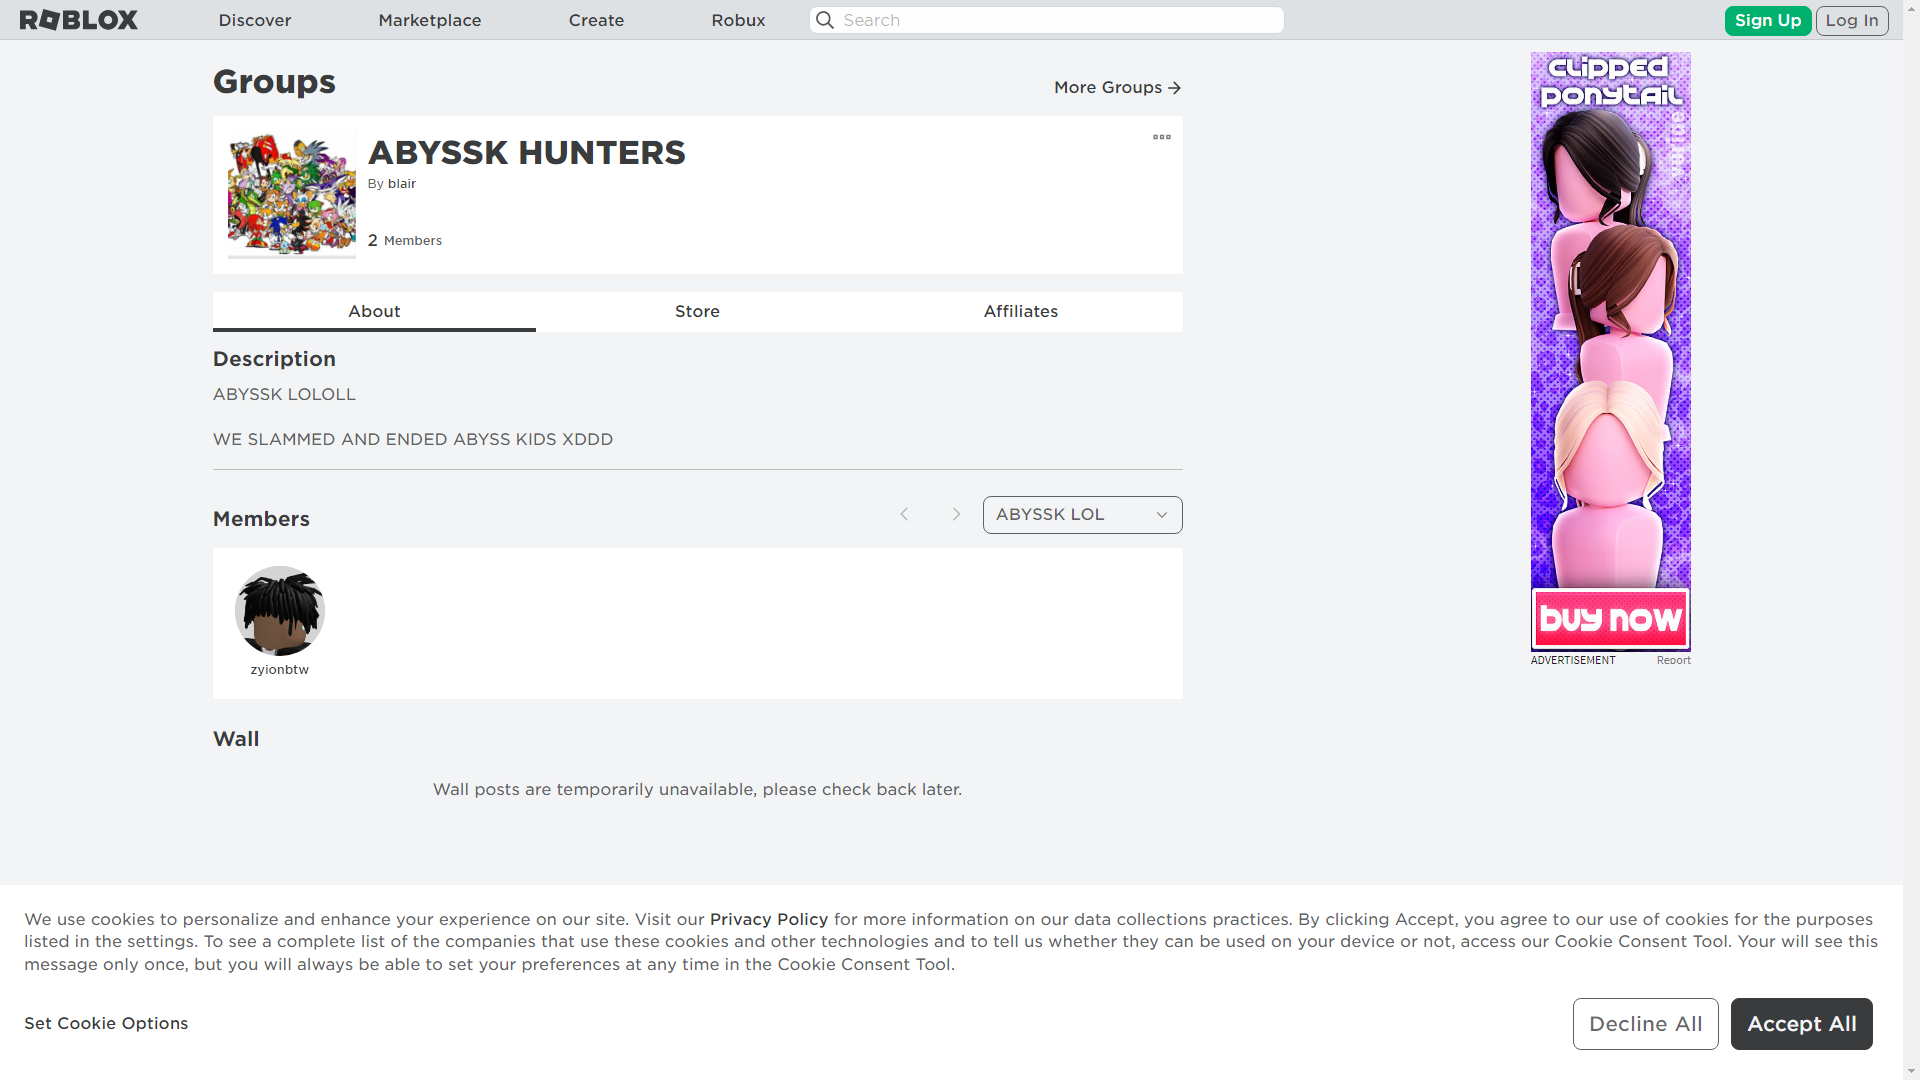 ROBLOX
Discover
Marketplace
Create
Robux
Search
Sign Up
Log In
Groups
More Groups
ABYSSK HUNTERS
By blair
2 Members
About
Store
Affiliates
Description
ABYSSK LOLOLL
WE SLAMMED AND ENDED ABYSS KIDS XDDD
Members
ABYSSK LOL
zyionbtw
Wall
Wall posts are temporarily unavailable, please check back later.
clipped
ponytail
buy now
ADVERTISEMENT
Report
We use cookies to personalize and enhance your experience on our site. Visit our Privacy Policy for more information on our data collections practices. By clicking Accept, you agree to our use of cookies for the purposes
listed in the settings. To see a complete list of the companies that use these cookies and other technologies and to tell us whether they can be used on your device or not, access our Cookie Consent Tool. Your will see this
message only once, but you will always be able to set your preferences at any time in the Cookie Consent Tool.
Set Cookie Options
Decline All
Accept All